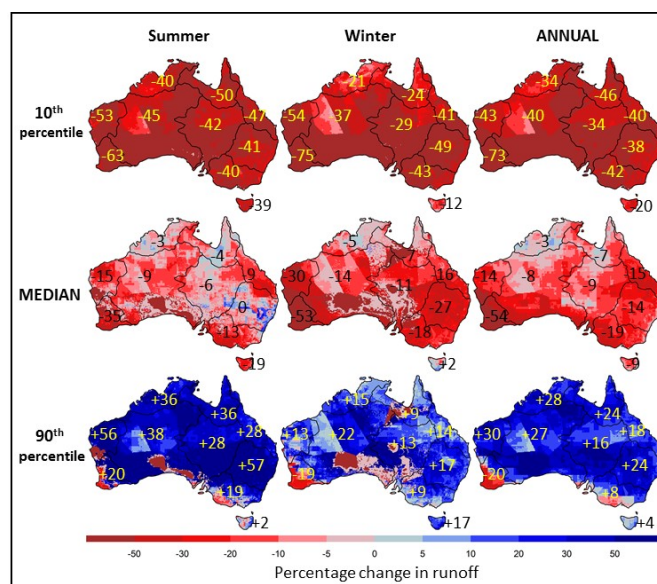 Summer Winter ANNUAL
-40 -21 -34
-50 -24 -46
10th percentile
-53 -45 -47 -54 -37 -41 -43 -40 -40
-42 -29 -34
-63 -41 -75 -49 -73 -38
-40 -43 -42
-39 -12 -20
-3 -5 -3
-4 -7 -7
-15 -9 -9 -30 -14 -16 -14 -8 -15
-6 -11 -9
MEDIAN
-35 0 -53 -27 -54 -14
-13 -18 -19
-19 +2 -9
+36 +15 +28
+36 +9 +24
90th percentile
+56 +38 +28 +13 +22 +14 +30 +27 +18
+28 +13 +16
+20 +57 -19 +17 -20 +24
+19 +9 +8
+2 +17 +4
-50 -30 -20 -10 -5 0 5 10 20 30 50
Percentage change in runoff